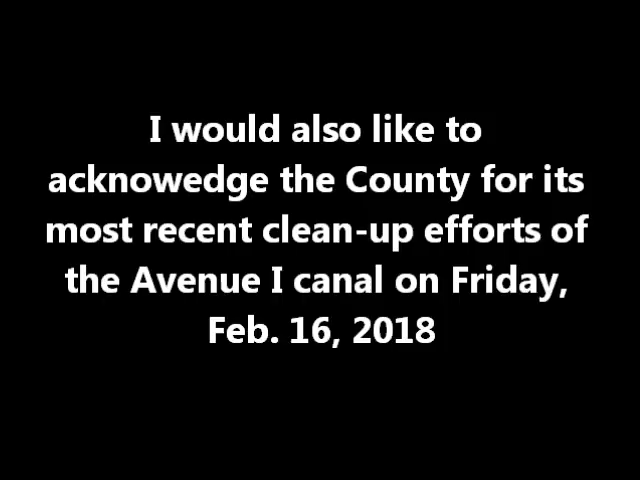 I would also like to
acknowedge the County for its
most recent clean-up efforts of
the Avenue I canal on Friday,
Feb. 16, 2018